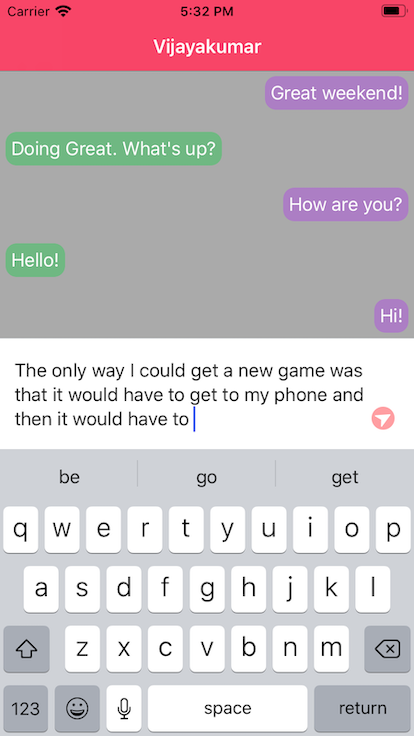 Carrier 5:32 PM
Vijayakumar
Great weekend!
Doing Great. What's up?
How are you?
Hello!
Hi!
The only way I could get a new game was
that it would have to get to my phone and
then it would have to
be go get
q w e r t y u i o p
a s d f g h j k l
z x c v b n m
123 space return